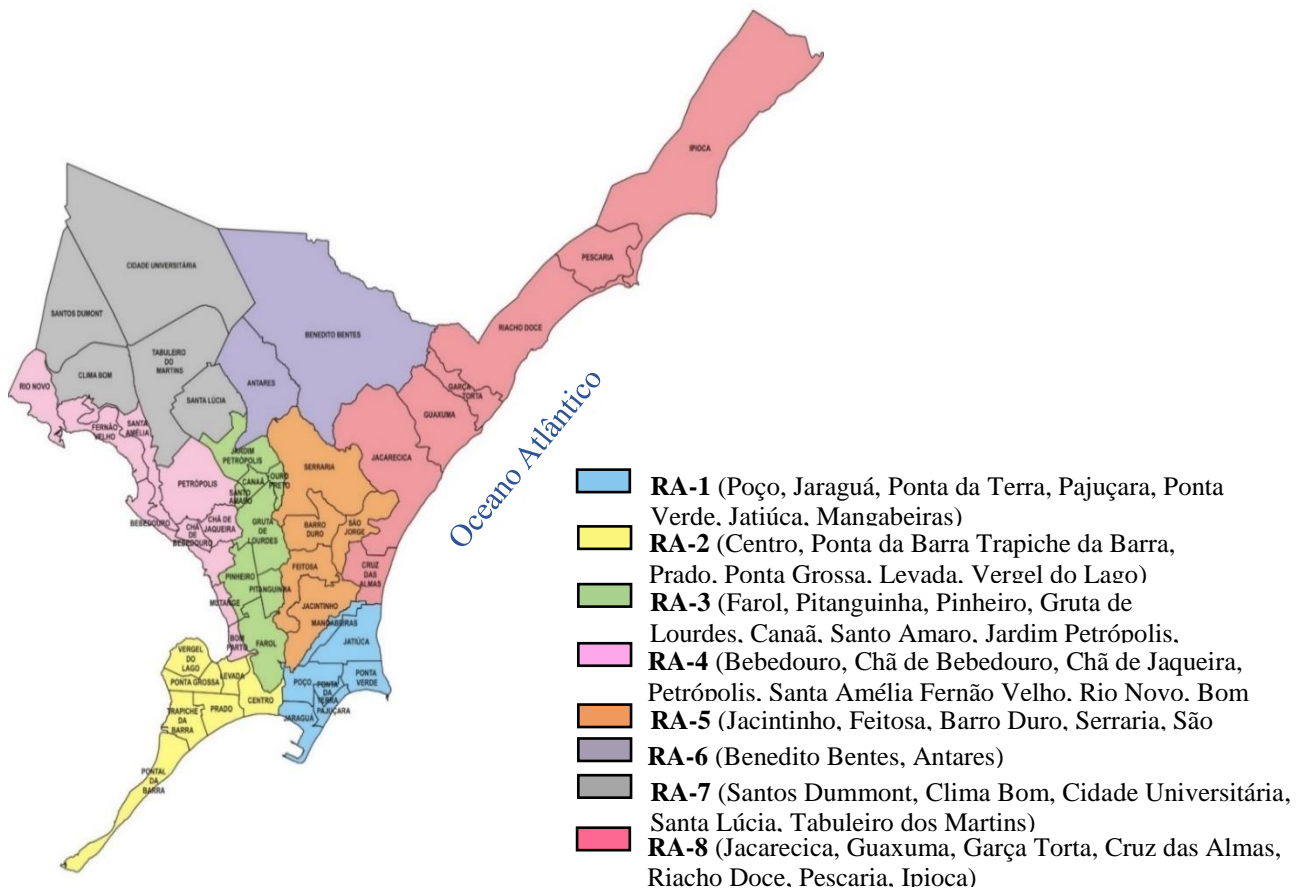 IPIOCA
PESCARIA
CIDADE UNIVERSITÁRIA
SANTOS DUMONT
RIACHO DOCE
BENEDITO BENTES
TABULEIRO
DO
MARTINS
CLIMA BOM
RIO NOVO
ANTARES
GARÇA
TORTA
SANTA LÚCIA
GUAXUMA
FERNÃO
VELHO
SANTA
AMÉLIA
JARDIM
PETRÓPOLIS
SERRARIA
JACARECICA
Oceano Atlântico
CANAÃ
OURO
PRETO
PETRÓPOLIS
SANTO
AMARO
BEBEDOURO
CHÃ
DE
BEBEDOURO
CHÃ DE
JAQUEIRA
GRUTA
DE
LOURDES
BARRO
DURO
SÃO
JORGE
PINHEIRO
PITANGUINHA
FEITOSA
CRUZ
DAS
ALMAS
MUTANGE
JACINTINHO
MANGABEIRAS
BOM
PARTO
FAROL
JATIÚCA
VERGEL
DO
LAGO
PONTA GROSSA
LEVADA
POÇO
PONTA
DA
TERRA
PONTA
VERDE
CENTRO
PRADO
PAJUÇARA
TRAPICHE
DA
BARRA
JARAGUÁ
PONTAL
DA
BARRA
RA-1 (Poço, Jaraguá, Ponta da Terra, Pajuçara, Ponta
Verde, Jatiúca, Mangabeiras)
RA-2 (Centro, Ponta da Barra Trapiche da Barra,
Prado, Ponta Grossa, Levada, Vergel do Lago)
RA-3 (Farol, Pitanguinha, Pinheiro, Gruta de
Lourdes, Canaã, Santo Amaro, Jardim Petrópolis,
RA-4 (Bebedouro, Chã de Bebedouro, Chã de Jaqueira,
Petrópolis, Santa Amélia Fernão Velho, Rio Novo, Bom
RA-5 (Jacintinho, Feitosa, Barro Duro, Serraria, São
RA-6 (Benedito Bentes, Antares)
RA-7 (Santos Dummont, Clima Bom, Cidade Universitária,
Santa Lúcia, Tabuleiro dos Martins)
RA-8 (Jacarecica, Guaxuma, Garça Torta, Cruz das Almas,
Riacho Doce, Pescaria, Ipioca)